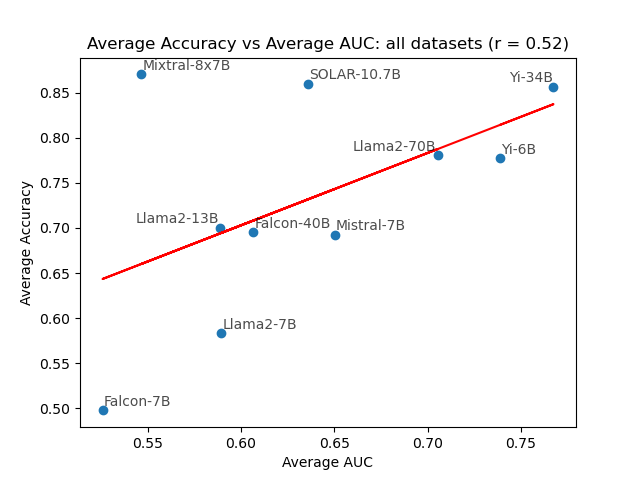 Average Accuracy vs Average AUC: all datasets (r = 0.52)
Mixtral-8x7B
SOLAR-10.7B
Yi-34B
Llama2-70B
Yi-6B
Llama2-13B
Falcon-40B
Mistral-7B
Llama2-7B
Falcon-7B
Average Accuracy
0.85
0.80
0.75
0.70
0.65
0.60
0.55
0.50
0.55
0.60
0.65
0.70
0.75
Average AUC